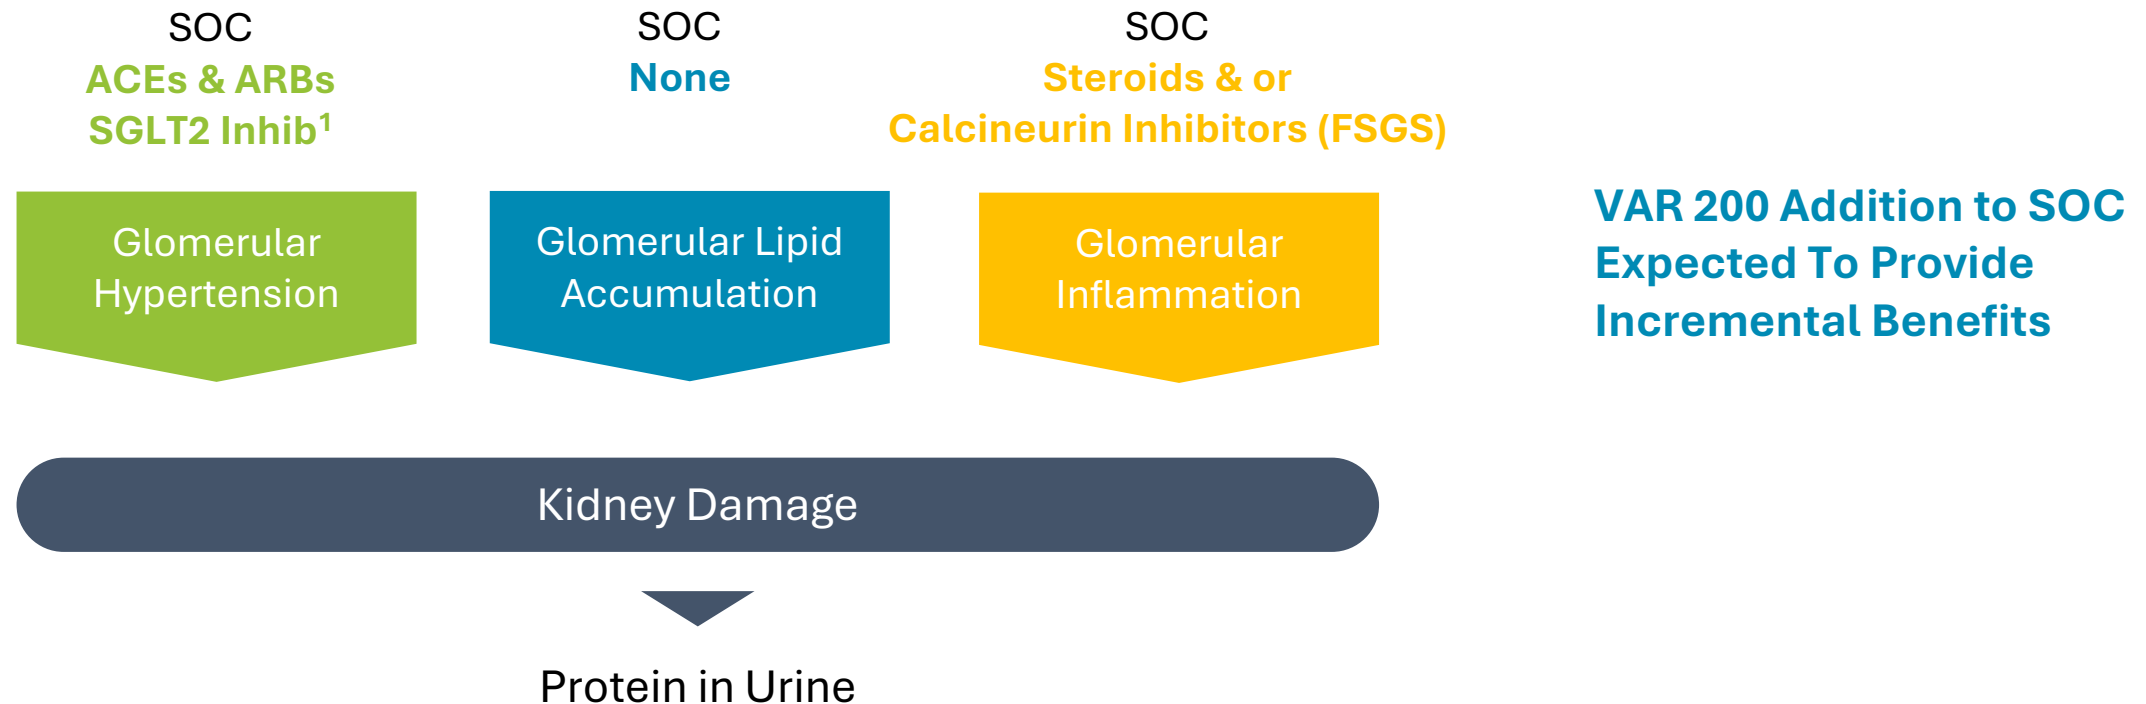 SOC
ACEs & ARBs
SGLT2 Inhib¹
SOC
None
SOC
Steroids & or
Calcineurin Inhibitors (FSGS)
Glomerular
Hypertension
Glomerular Lipid
Accumulation
Glomerular
Inflammation
VAR 200 Addition to SOC
Expected To Provide
Incremental Benefits
Kidney Damage
Protein in Urine